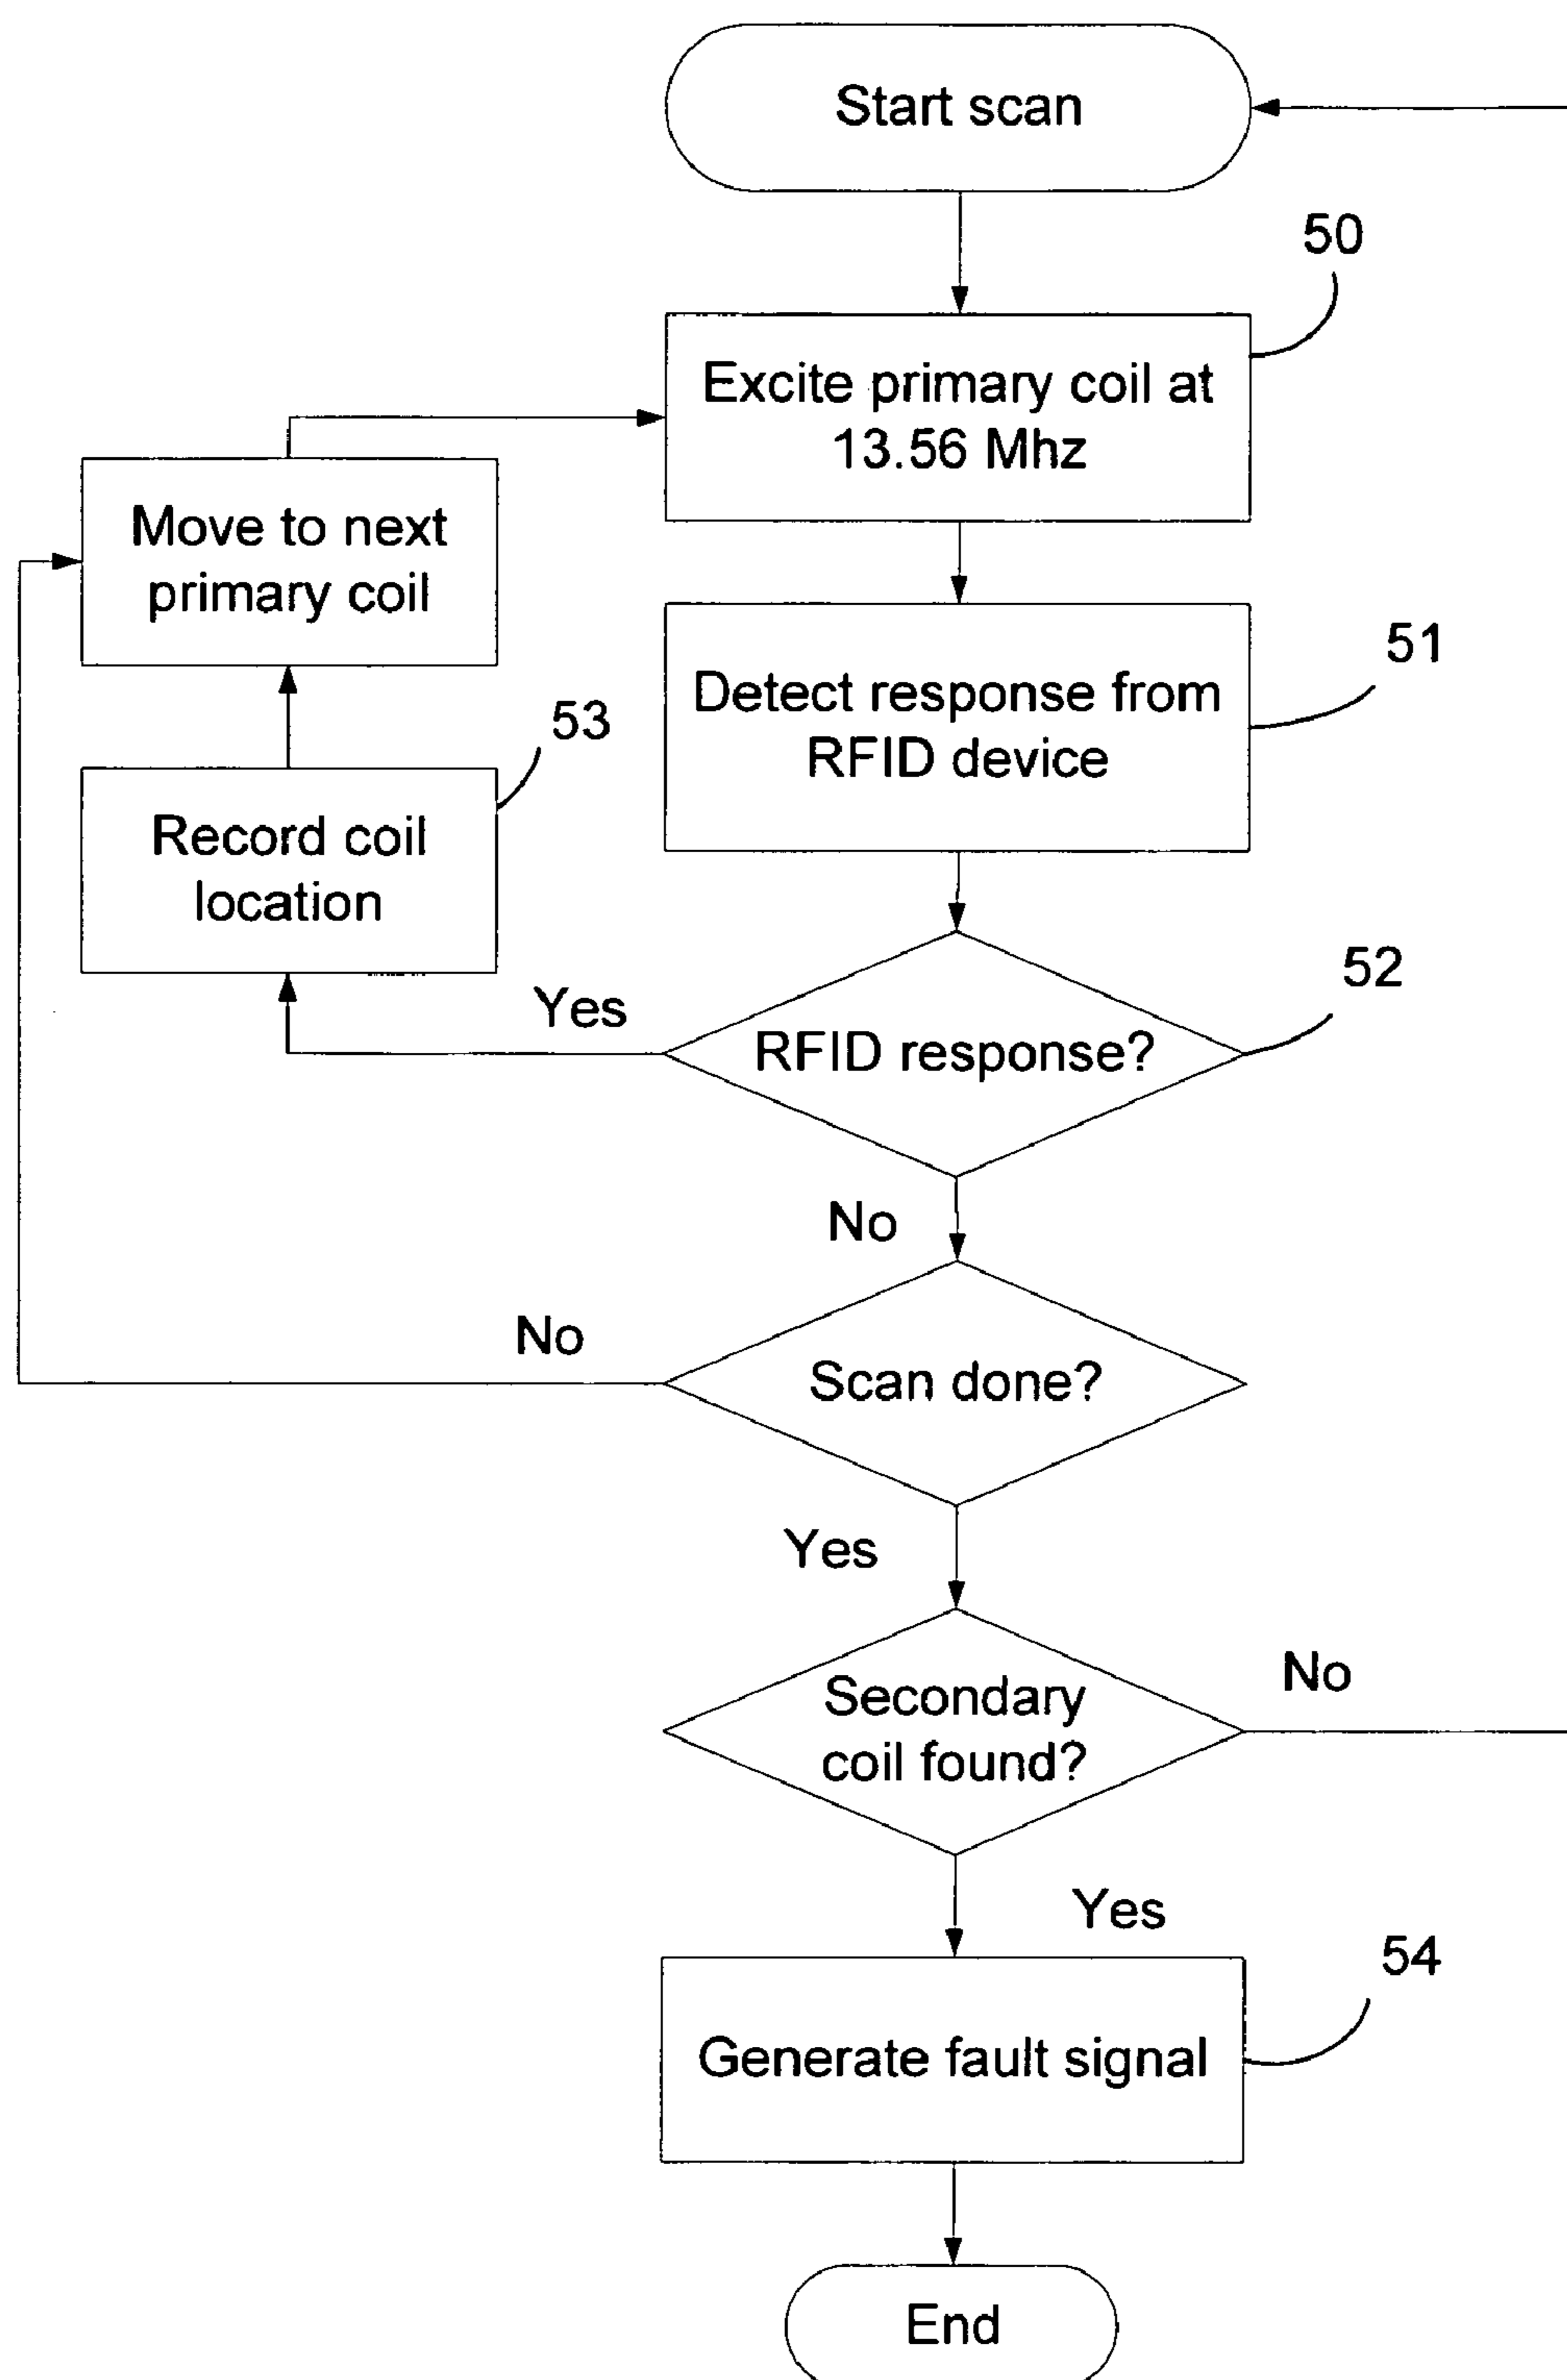 Start scan
50
Excite primary coil at
13.56 Mhz
Move to next
primary coil
51
Detect response from
RFID device
53
Record coil
location
52
Yes
RFID response?
No
No
Scan done?
Yes
No
Secondary
coil found?
Yes
54
Generate fault signal
End